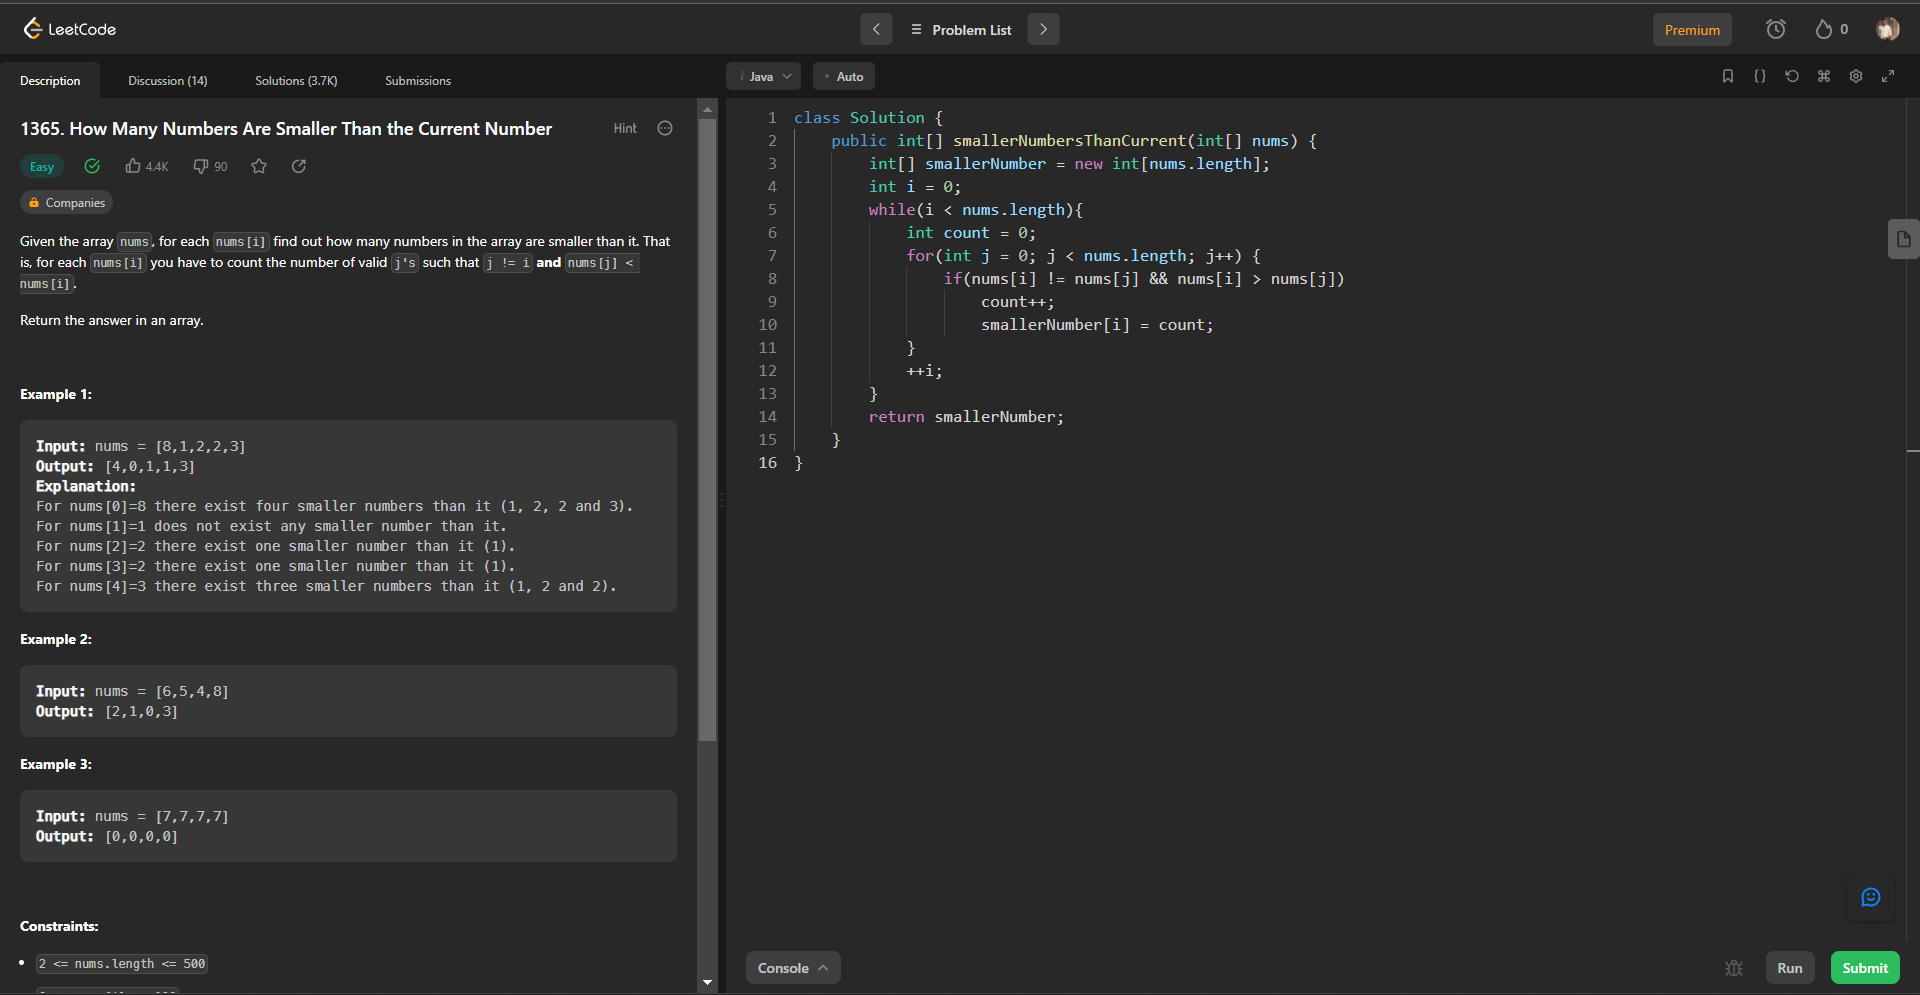 LeetCode
Problem List
Premium
0
Description
Discussion (14)
Solutions (3.7K)
Submissions
i Java
Auto
1365. How Many Numbers Are Smaller Than the Current Number
Hint
Easy
4.4K
90
Companies
Given the array nums, for each nums[i] find out how many numbers in the array are smaller than it. That
is, for each nums[i] you have to count the number of valid j's such that j != i and nums[j] <
nums[i].
Return the answer in an array.
Example 1:
Input: nums = [8,1,2,2,3]
Output: [4,0,1,1,3]
Explanation:
For nums[0]=8 there exist four smaller numbers than it (1, 2, 2 and 3).
For nums[1]=1 does not exist any smaller number than it.
For nums[2]=2 there exist one smaller number than it (1).
For nums[3]=2 there exist one smaller number than it (1).
For nums[4]=3 there exist three smaller numbers than it (1, 2 and 2).
Example 2:
Input: nums = [6,5,4,8]
Output: [2,1,0,3]
Example 3:
Input: nums = [7,7,7,7]
Output: [0,0,0,0]
Constraints:
2 <= nums.length <= 500
1 class Solution {
2 public int[] smallerNumbersThanCurrent(int[] nums) {
3 int[] smallerNumber = new int[nums.length];
4 int i = 0;
5 while(i < nums.length){
6 int count = 0;
7 for(int j = 0; j < nums.length; j++) {
8 if(nums[i] != nums[j] && nums[i] > nums[j])
9 count++;
10 smallerNumber[i] = count;
11 }
12 ++i;
13 }
14 return smallerNumber;
15 }
16 }
Console
Run
Submit